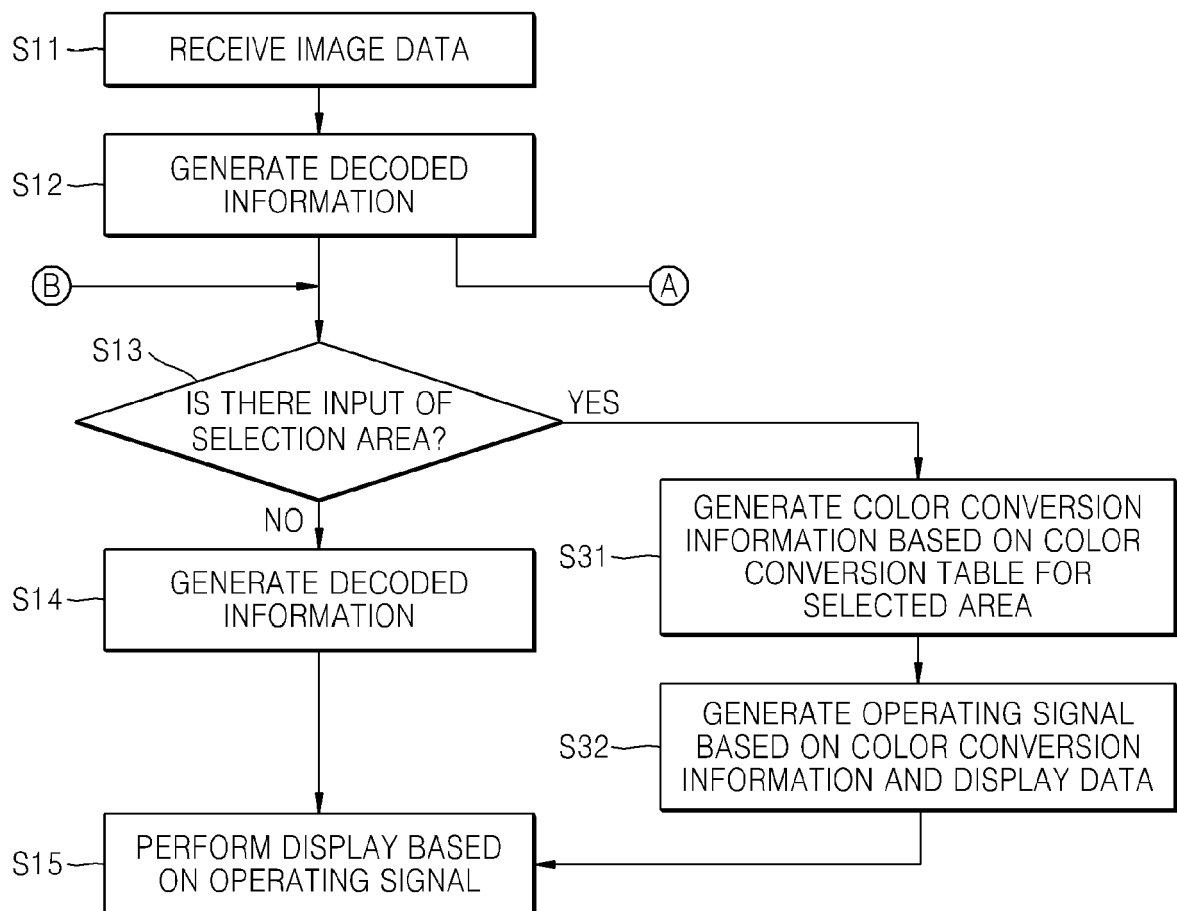 S11
RECEIVE IMAGE DATA
S12
GENERATE DECODED
INFORMATION
B
A
S13
IS THERE INPUT OF
SELECTION AREA?
YES
NO
S14
GENERATE DECODED
INFORMATION
S31
GENERATE COLOR CONVERSION
INFORMATION BASED ON COLOR
CONVERSION TABLE FOR
SELECTED AREA
S32
GENERATE OPERATING SIGNAL
BASED ON COLOR CONVERSION
INFORMATION AND DISPLAY DATA
S15
PERFORM DISPLAY BASED
ON OPERATING SIGNAL